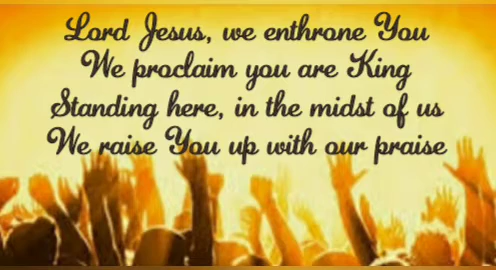 Lord Jesus, we enthrone You
We proclaim you are King
Standing here, in the midst of us
We raise You up with our praise